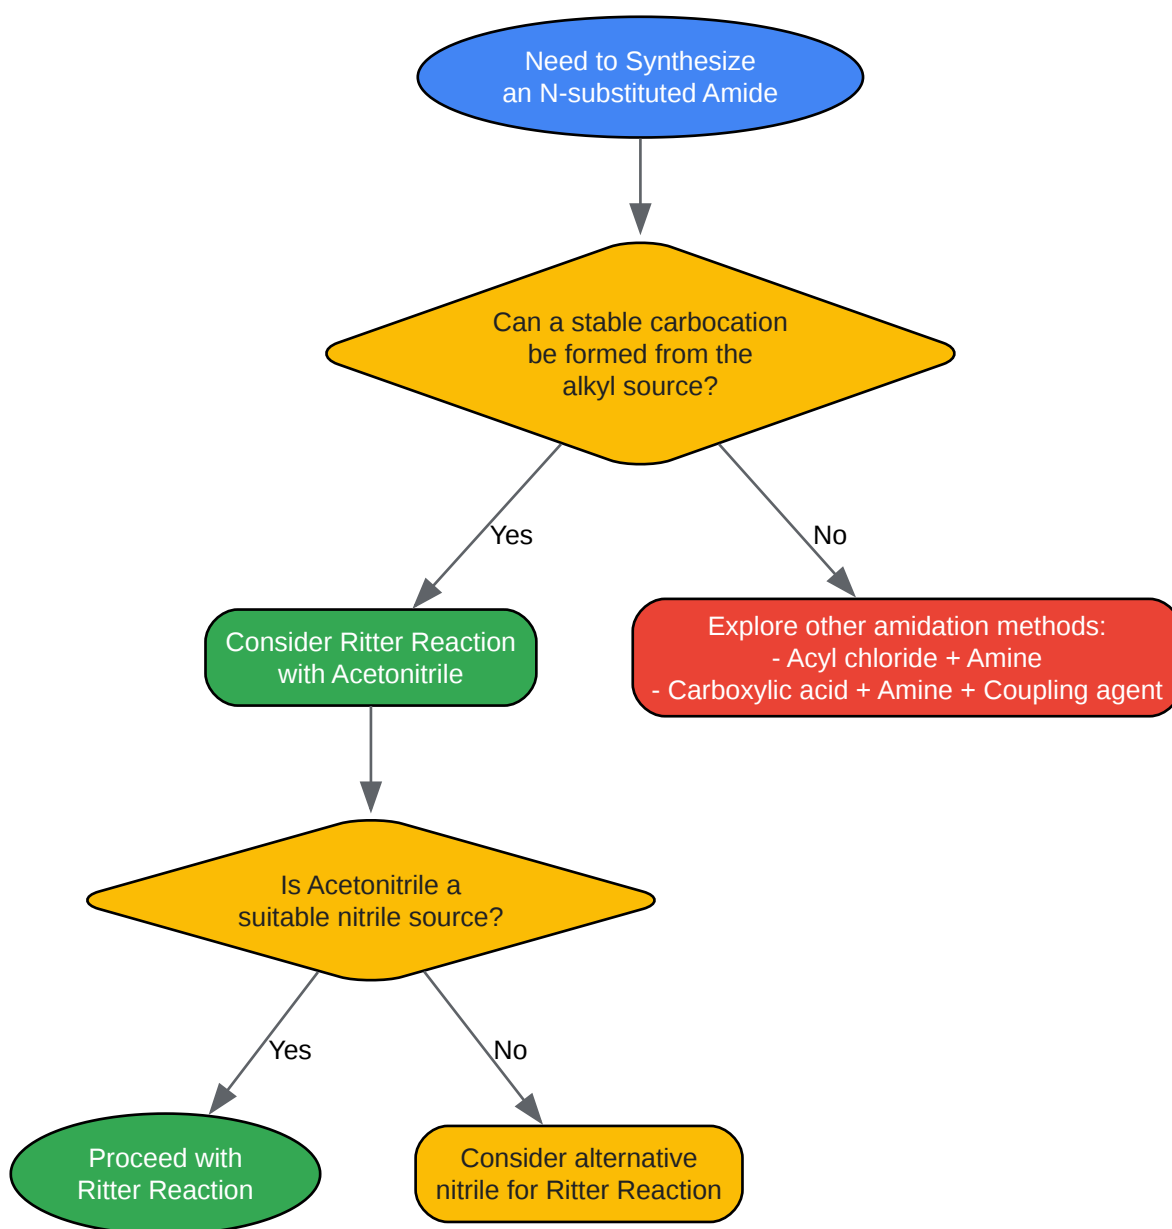 Need to Synthesize
an N-substituted Amide
Can a stable carbocation
be formed from the
alkyl source?
Yes
No
Consider Ritter Reaction
with Acetonitrile
Explore other amidation methods:
- Acyl chloride + Amine
- Carboxylic acid + Amine + Coupling agent
Is Acetonitrile a
suitable nitrile source?
Yes
No
Proceed with
Ritter Reaction
Consider alternative
nitrile for Ritter Reaction